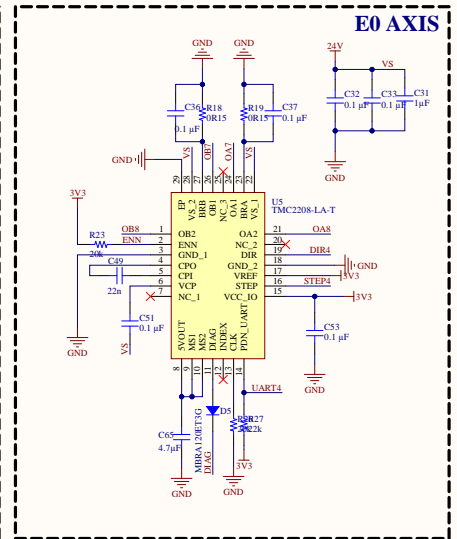 E0 AXIS
GND
GND
24V
VS
C36
0.1 µF
R18
0R15
R19
0R15
C37
0.1 µF
C32
0.1 µF
C33
0.1 µF
C31
1µF
GND
VS
OB7
OA7
VS
GND
29
28
27
26
25
24
23
22
3V3
EP
VS_2
BRB
OB1
NC_3
OA1
BRA
VS_1
U5
TMC2208-LA-T
R23
20k
OB8
ENN
1
2
3
4
5
6
7
OB2
ENN
GND_1
CPO
CPI
VCP
NC_1
OA2
NC_2
DIR
GND_2
VREF
STEP
VCC_IO
21
20
19
18
17
16
15
OA8
DIR4
GND
3V3
STEP4
3V3
C49
22n
C51
0.1 µF
VS
GND
C53
0.1 µF
GND
5VOUT
MS1
MS2
DIAG
INDEX
CLK
PDN_UART
8
9
10
11
12
13
14
UART4
C65
4.7µF
MBRA120ET3G
D5
DIAG
R27
22k
3V3
GND
GND